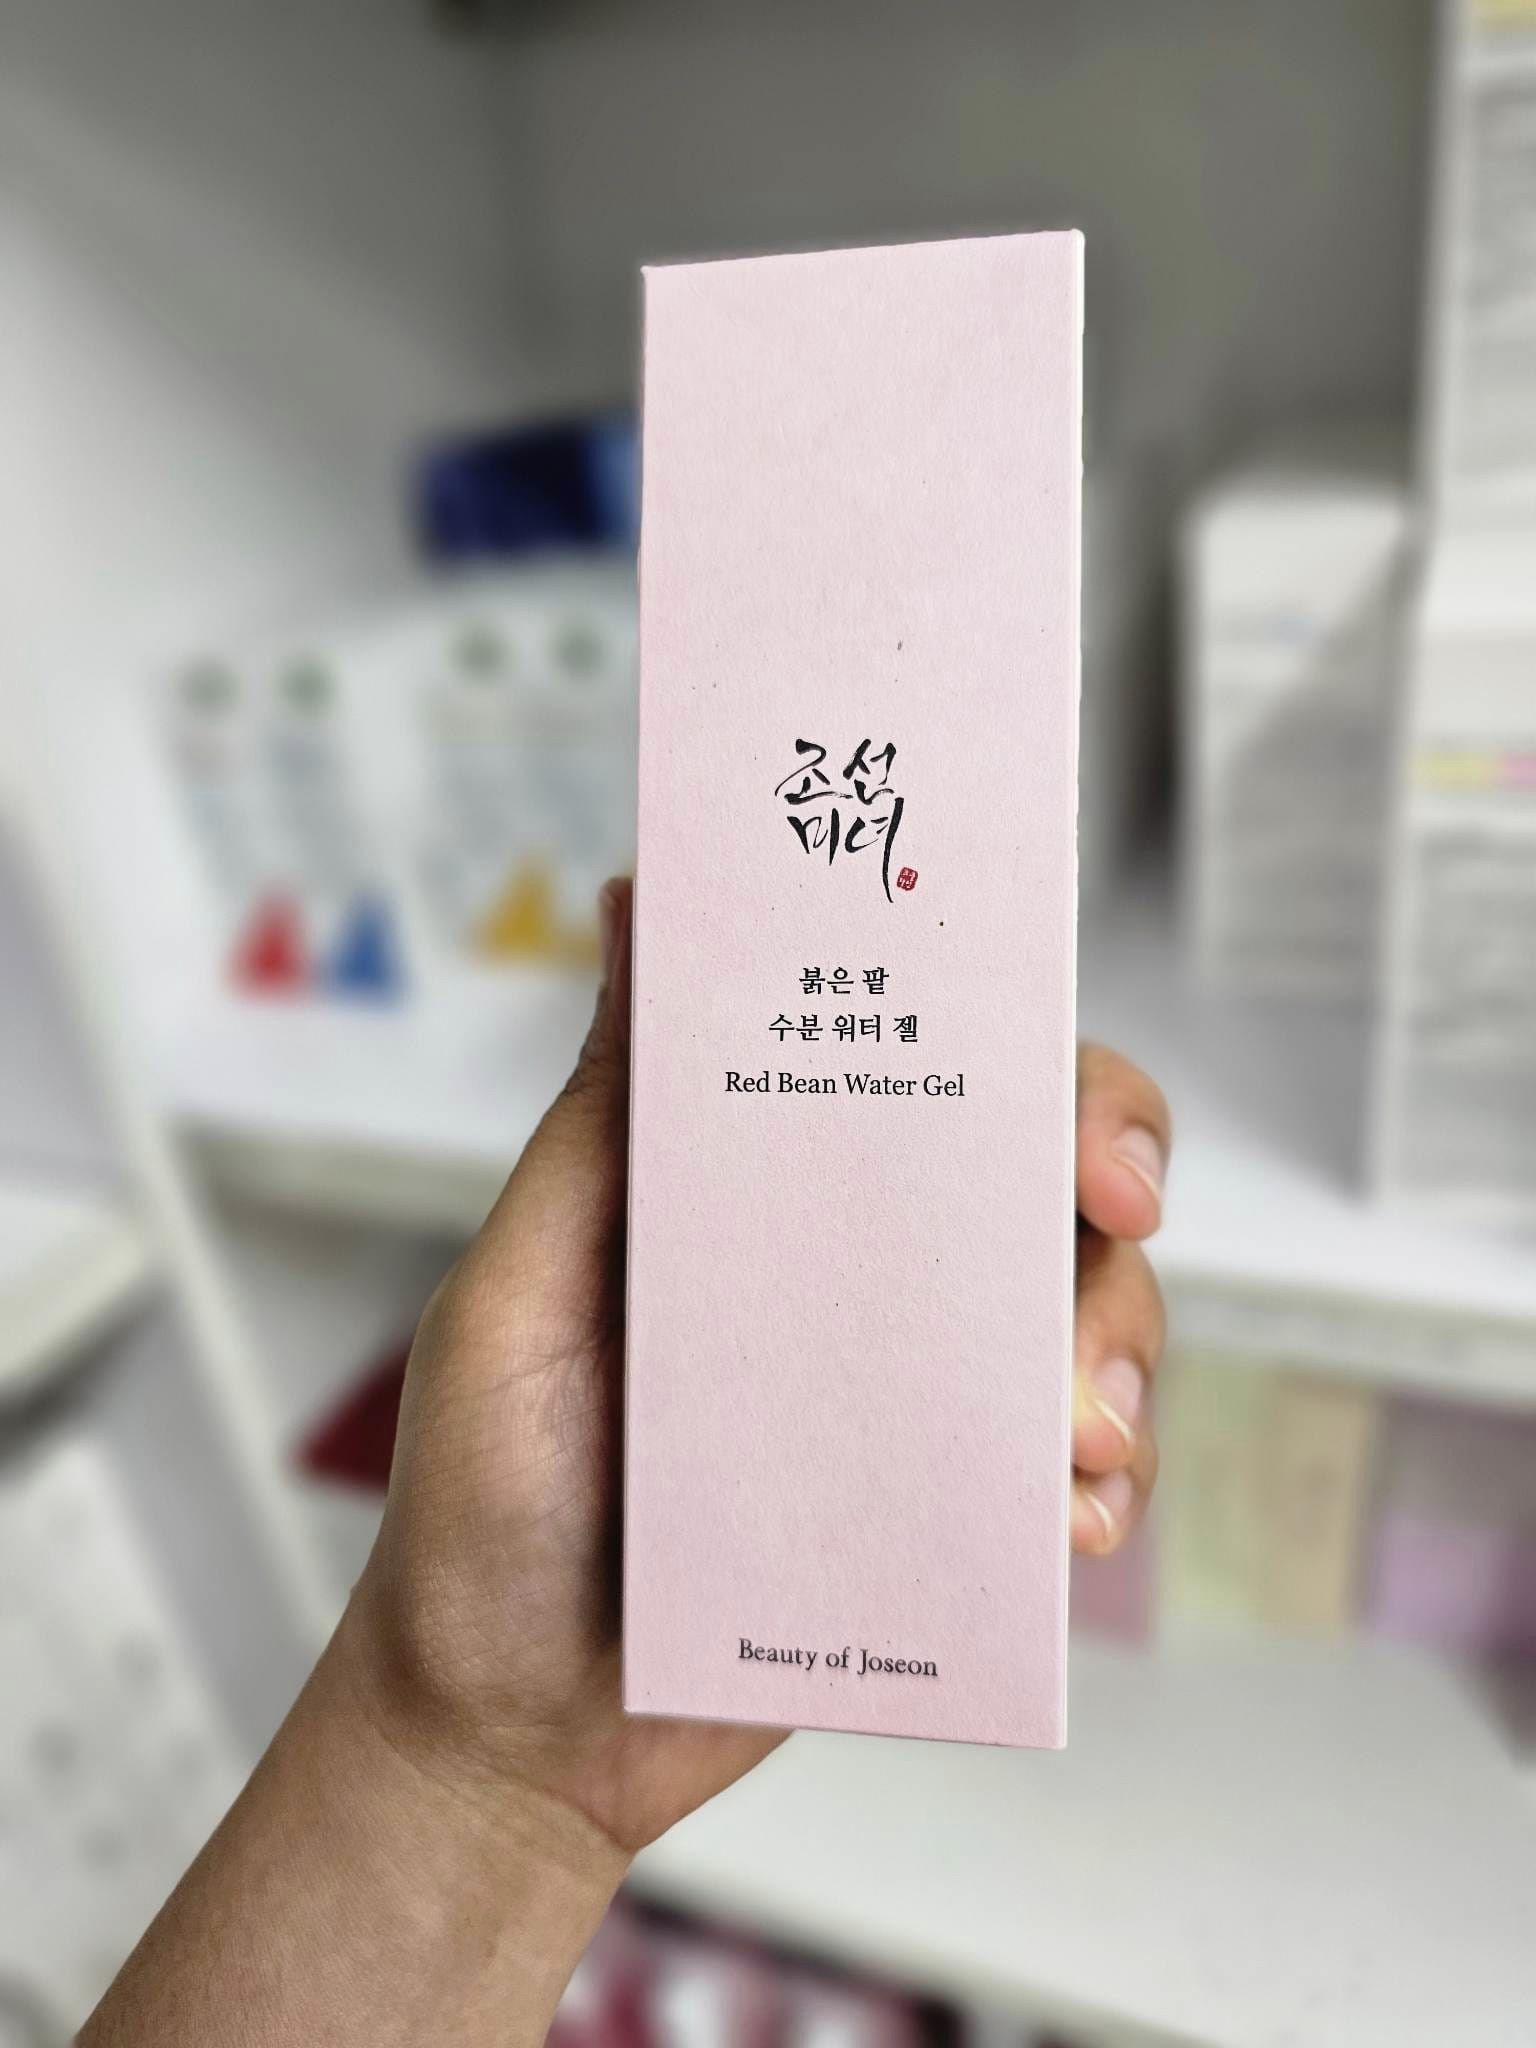 조선
미녀
붉은 팥
수분 워터 젤
Red Bean Water Gel
Beauty of Joseon